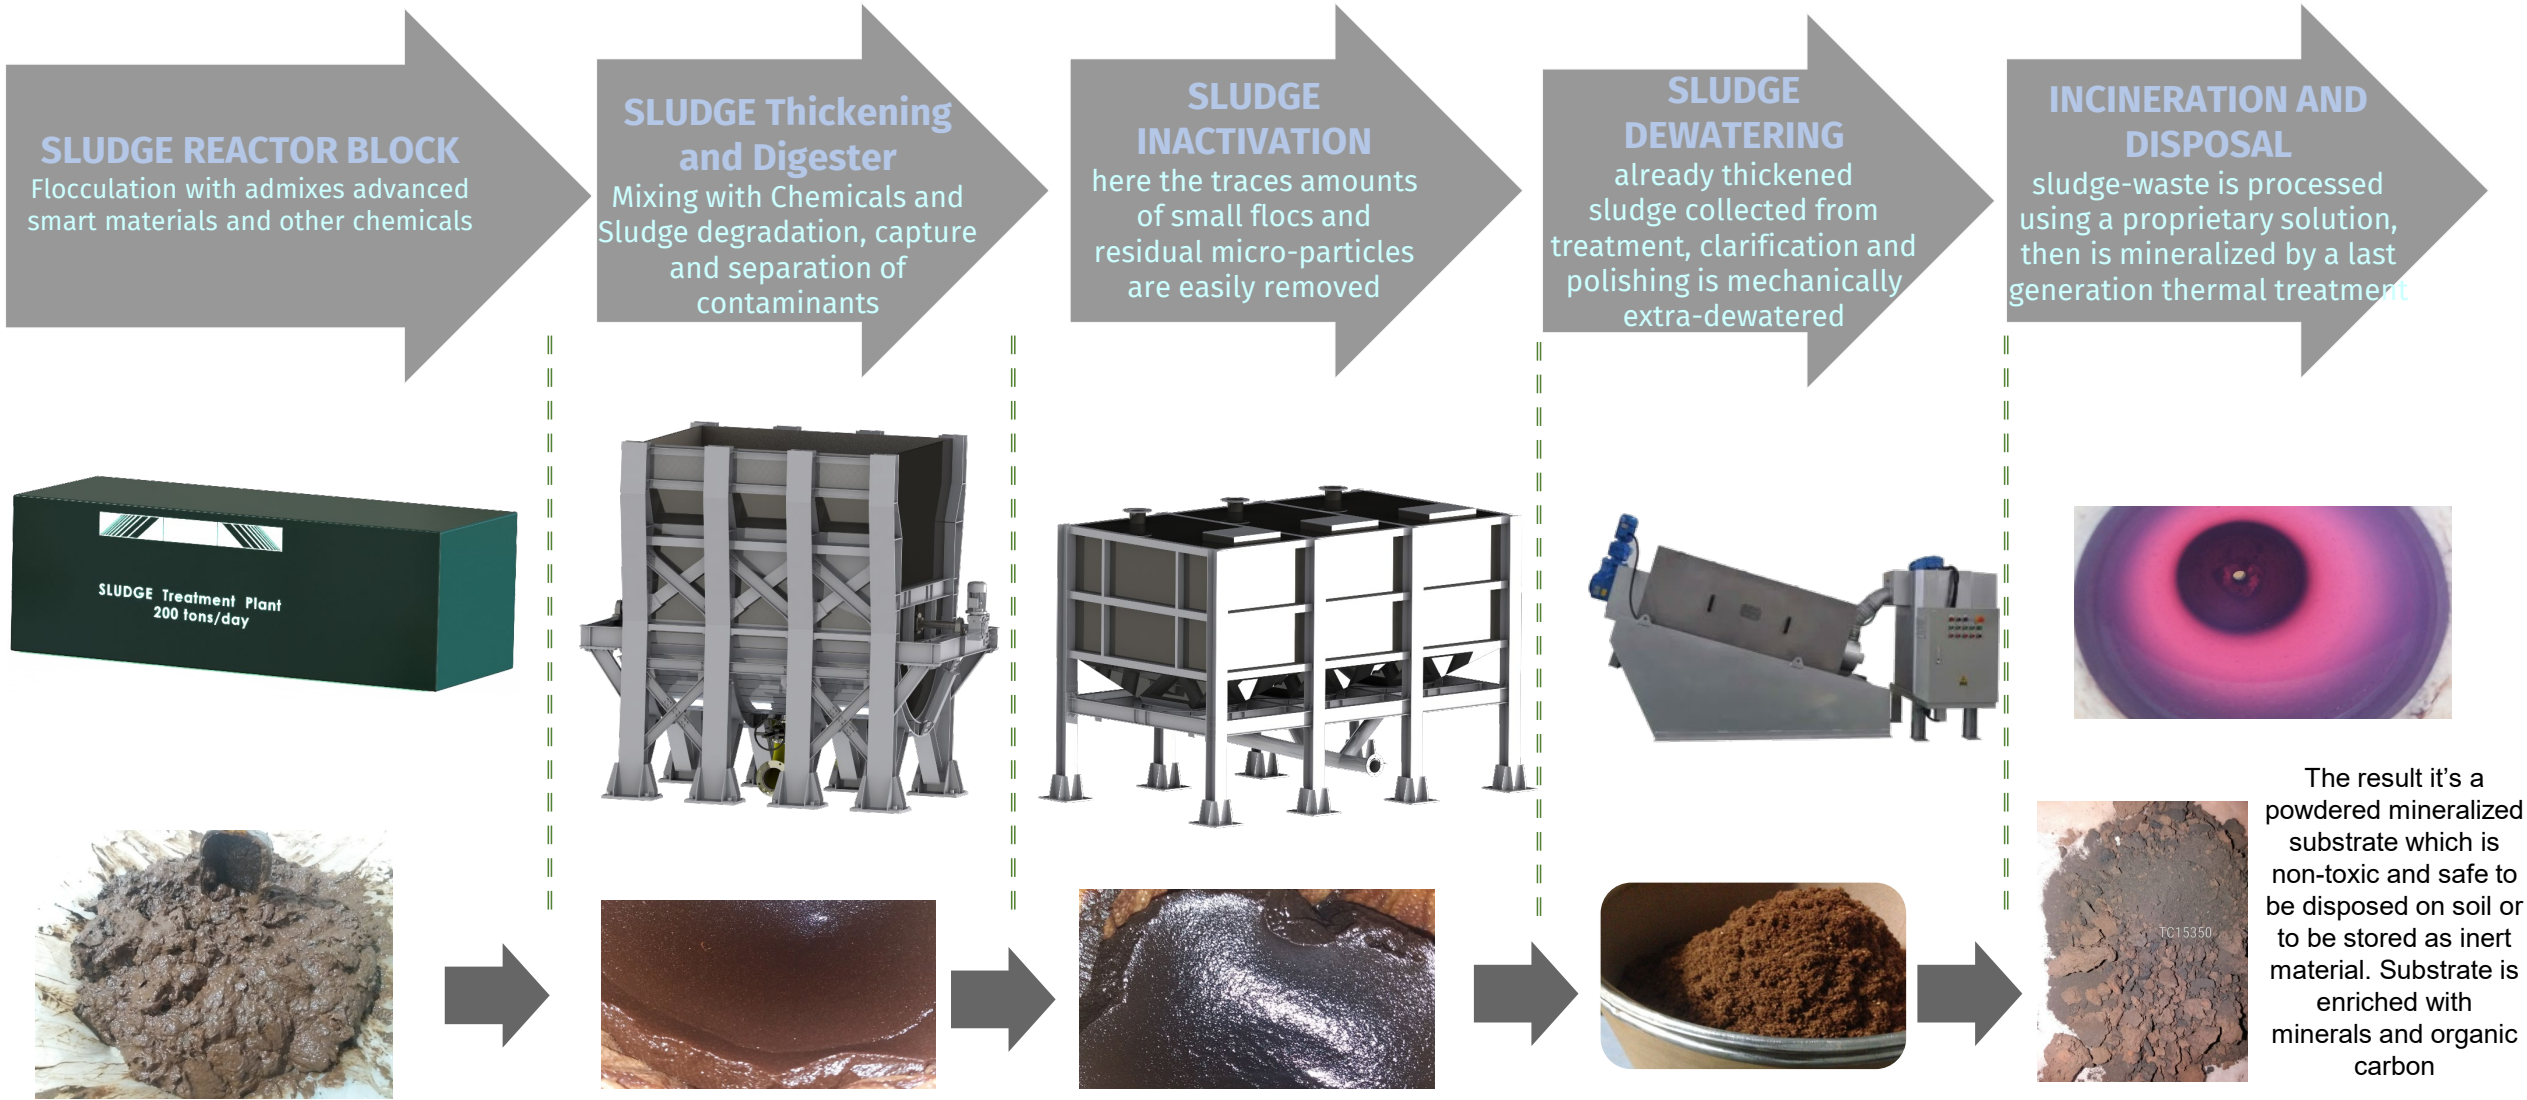 SLUDGE REACTOR BLOCK
Flocculation with admixes advanced
smart materials and other chemicals
SLUDGE Thickening
and Digester
Mixing with Chemicals and
Sludge degradation, capture
and separation of
contaminants
SLUDGE
INACTIVATION
here the traces amounts
of small flocs and
residual micro-particles
are easily removed
SLUDGE
DEWATERING
already thickened
sludge collected from
treatment, clarification and
polishing is mechanically
extra-dewatered
INCINERATION AND
DISPOSAL
sludge-waste is processed
using a proprietary solution,
then is mineralized by a last
generation thermal treatment
SLUDGE Treatment Plant
200 tons/day
The result it’s a
powdered mineralized
substrate which is
non-toxic and safe to
be disposed on soil or
to be stored as inert
material. Substrate is
enriched with
minerals and organic
carbon
TC15350